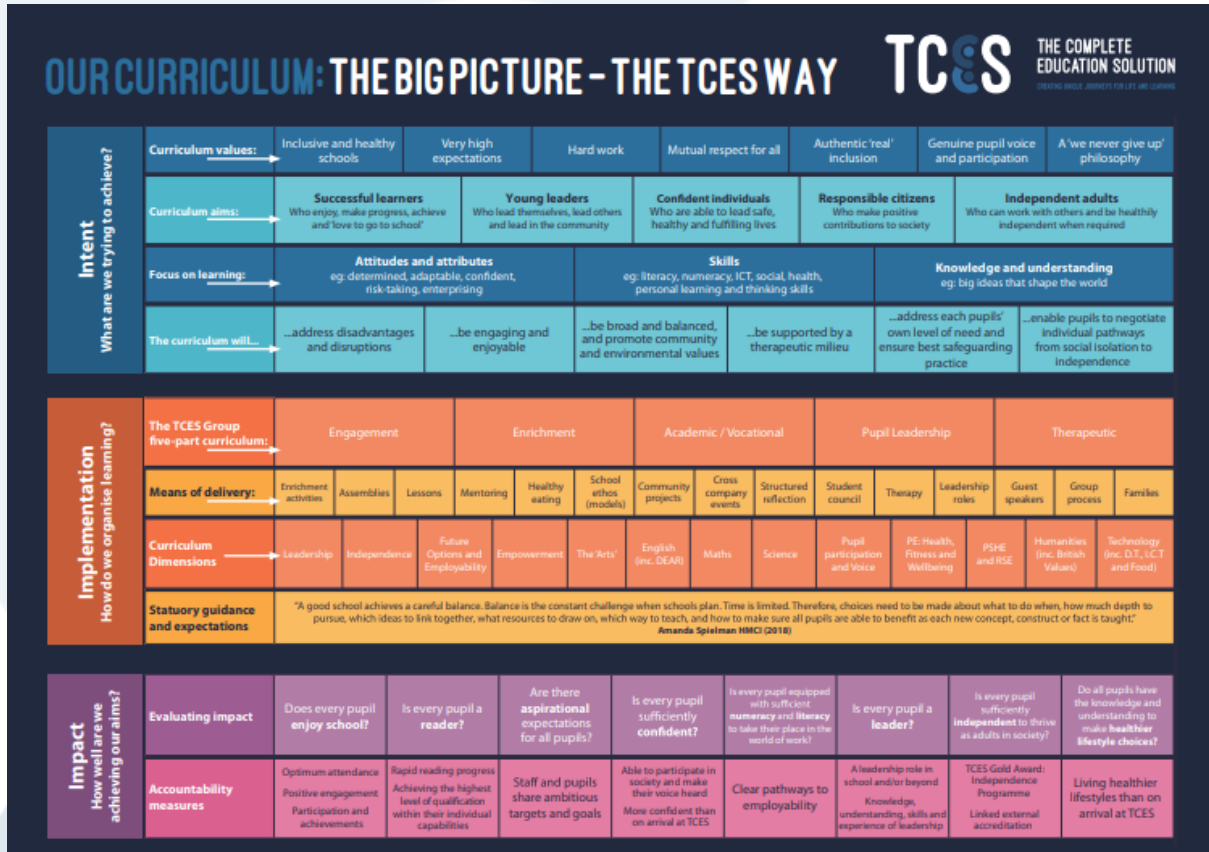 OUR CURRICULUM: THE BIG PICTURE – THE TCES WAY
TCES
THE COMPLETE
EDUCATION SOLUTION
CREATING UNIQUE JOURNEYS FOR LIFE AND LEARNING
Intent
What are we trying to achieve?
Curriculum values:
Inclusive and healthy
schools
Very high
expectations
Hard work
Mutual respect for all
Authentic 'real'
inclusion
Genuine pupil voice
and participation
A 'we never give up'
philosophy
Curriculum aims:
Successful learners
Who enjoy, make progress, achieve
and 'love to go to school'
Young leaders
Who lead themselves, lead others
and lead in the community
Confident individuals
Who are able to lead safe,
healthy and fulfilling lives
Responsible citizens
Who make positive
contributions to society
Independent adults
Who can work with others and be healthily
independent when required
Focus on learning:
Attitudes and attributes
eg: determined, adaptable, confident,
risk-taking, enterprising
Skills
eg: literacy, numeracy, ICT, social, health,
personal learning and thinking skills
Knowledge and understanding
eg: big ideas that shape the world
The curriculum will...
...address disadvantages
and disruptions
...be engaging and
enjoyable
...be broad and balanced,
and promote community
and environmental values
...be supported by a
therapeutic milieu
...address each pupils'
own level of need and
ensure best safeguarding
practice
...enable pupils to negotiate
individual pathways
from social isolation to
independence
Implementation
How do we organise learning?
The TCES Group
five-part curriculum:
Engagement
Enrichment
Academic / Vocational
Pupil Leadership
Therapeutic
Means of delivery:
Enrichment
activities
Assemblies
Lessons
Mentoring
Healthy
eating
School
ethos
(models)
Community
projects
Cross
company
events
Structured
reflection
Student
council
Therapy
Leadership
roles
Guest
speakers
Group
process
Families
Curriculum
Dimensions
Leadership
Independence
Future
Options and
Employability
Empowerment
The 'Arts'
English
(inc. DEAR)
Maths
Science
Pupil
participation
and Voice
PE: Health,
Fitness and
Wellbeing
PSHE
and RSE
Humanities
(inc. British
Values)
Technology
(inc. D.T., I.C.T
and Food)
Statuory guidance
and expectations
"A good school achieves a careful balance. Balance is the constant challenge when schools plan. Time is limited. Therefore, choices need to be made about what to do when, how much depth to
pursue, which ideas to link together, what resources to draw on, which way to teach, and how to make sure all pupils are able to benefit as each new concept, construct or fact is taught."
Amanda Spielman HMCI (2018)
Impact
How well are we
achieving our aims?
Evaluating impact
Does every pupil
enjoy school?
Is every pupil a
reader?
Are there
aspirational
expectations
for all pupils?
Is every pupil
sufficiently
confident?
Is every pupil equipped
with sufficient
numeracy and literacy
to take their place in the
world of work?
Is every pupil a
leader?
Is every pupil
sufficiently
independent to thrive
as adults in society?
Do all pupils have
the knowledge and
understanding to
make healthier
lifestyle choices?
Accountability
measures
Optimum attendance
Positive engagement
Participation and
achievements
Rapid reading progress
Achieving the highest
level of qualification
within their individual
capabilities
Staff and pupils
share ambitious
targets and goals
Able to participate in
society and make
their voice heard
More confident than
on arrival at TCES
Clear pathways to
employability
A leadership role in
school and/or beyond
Knowledge,
understanding, skills and
experience of leadership
TCES Gold Award:
Independence
Programme
Linked external
accreditation
Living healthier
lifestyles than on
arrival at TCES